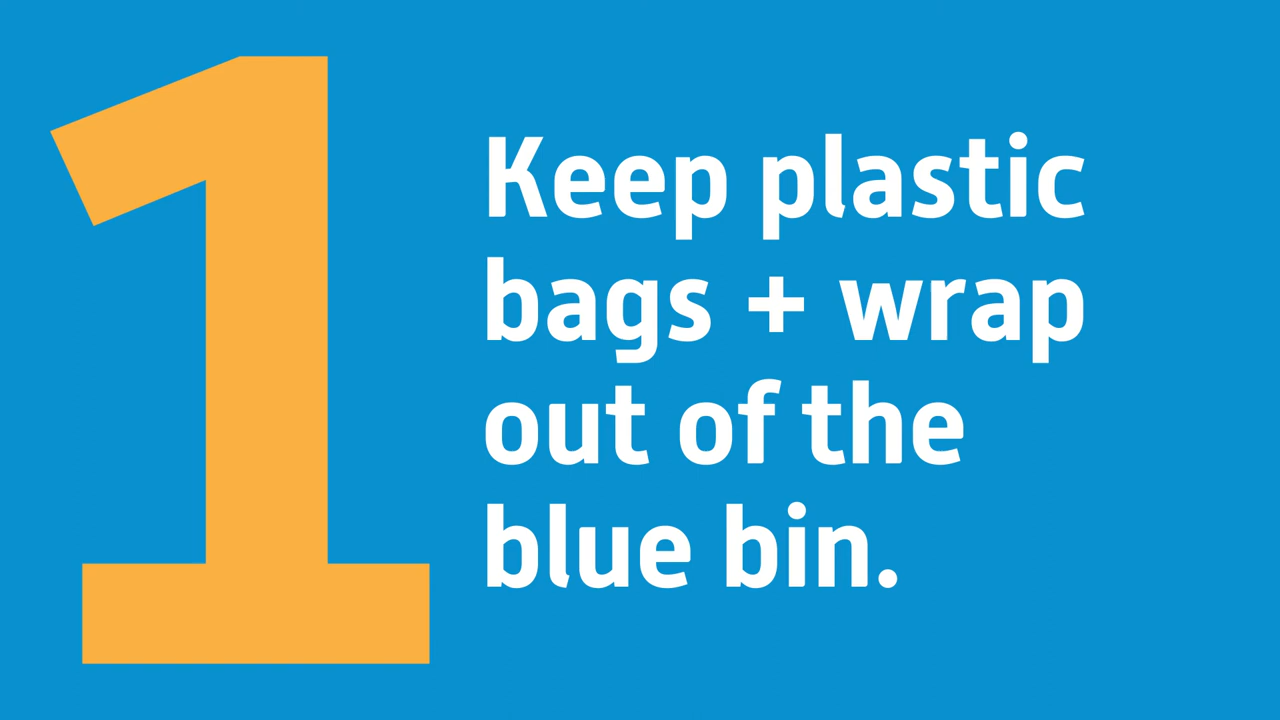 1
Keep plastic
bags + wrap
out of the
blue bin.